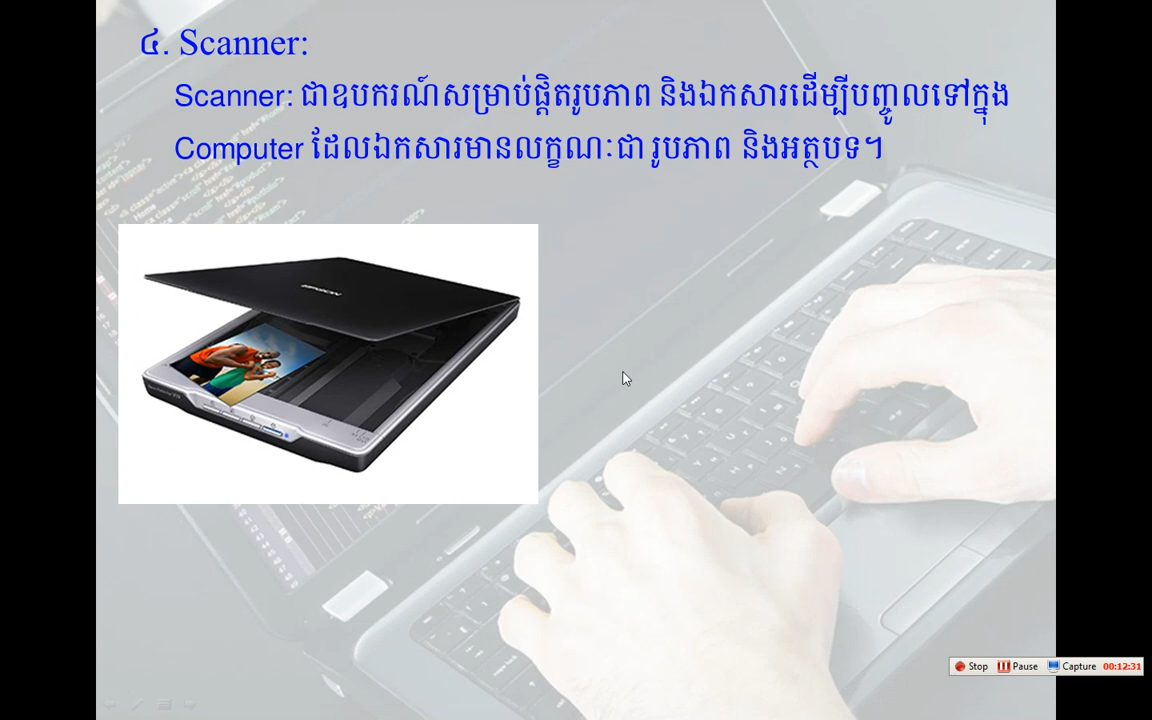 ៤. Scanner:
Scanner: ជាឧបករណ៍សម្រាប់ផ្តិតរូបភាព និងឯកសារដើម្បីបញ្ចូលទៅក្នុង
Computer ដែលឯកសារមានលក្ខណៈជា រូបភាព និងអត្ថបទ។
EPSON
Stop Pause Capture 00:12:31